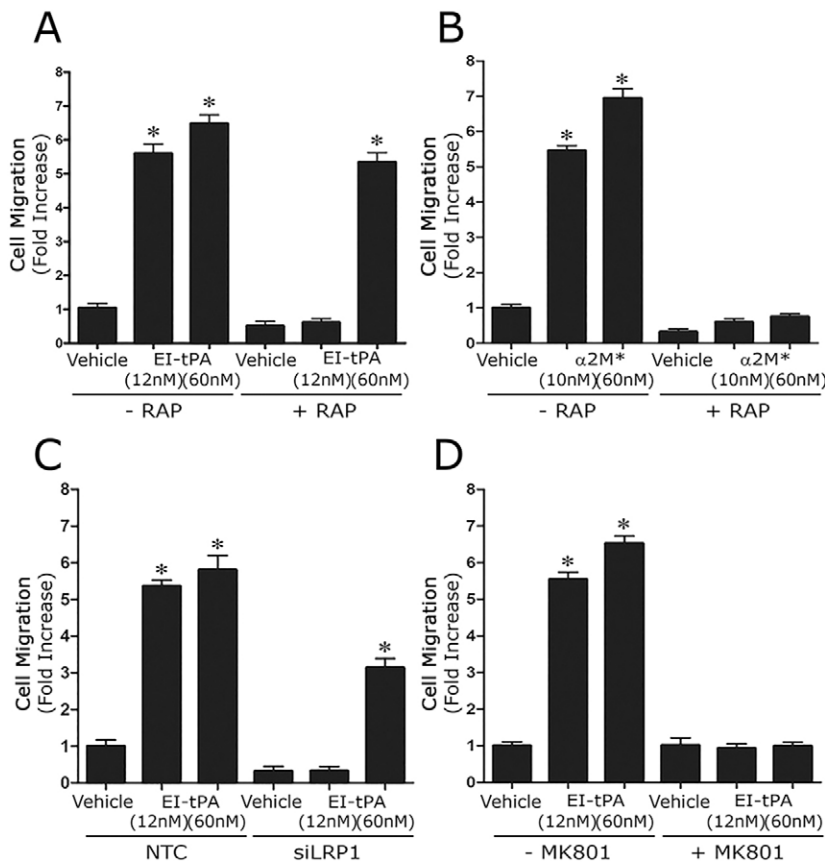 A
Cell Migration
(Fold Increase)
8
7
6
5
4
3
2
1
0
*
*
*
Vehicle EI-tPA Vehicle EI-tPA
(12nM)(60nM) (12nM)(60nM)
- RAP + RAP
B
Cell Migration
(Fold Increase)
8
7
6
5
4
3
2
1
0
*
*
Vehicle α2M* Vehicle α2M*
(10nM)(60nM) (10nM)(60nM)
- RAP + RAP
C
Cell Migration
(Fold Increase)
8
7
6
5
4
3
2
1
0
*
*
*
Vehicle EI-tPA Vehicle EI-tPA
(12nM)(60nM) (12nM)(60nM)
NTC siLRP1
D
Cell Migration
(Fold Increase)
8
7
6
5
4
3
2
1
0
*
*
Vehicle EI-tPA Vehicle EI-tPA
(12nM)(60nM) (12nM)(60nM)
- MK801 + MK801